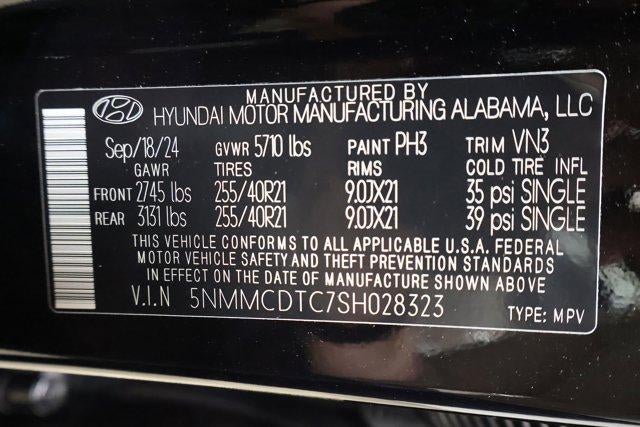 MANUFACTURED BY
HYUNDAI MOTOR MANUFACTURING ALABAMA, LLC
Sep/18/24 GVWR 5710 lbs PAINT PH3 TRIM VN3
GAWR TIRES RIMS COLD TIRE INFL
FRONT 2745 lbs 255/40R21 9.0JX21 35 psi SINGLE
REAR 3131 lbs 255/40R21 9.0JX21 39 psi SINGLE
THIS VEHICLE CONFORMS TO ALL APPLICABLE U.S.A. FEDERAL
MOTOR VEHICLE SAFETY AND THEFT PREVENTION STANDARDS
IN EFFECT ON THE DATE OF MANUFACTURE SHOWN ABOVE
V.I.N 5NMMCDTC7SH028323 TYPE: MPV